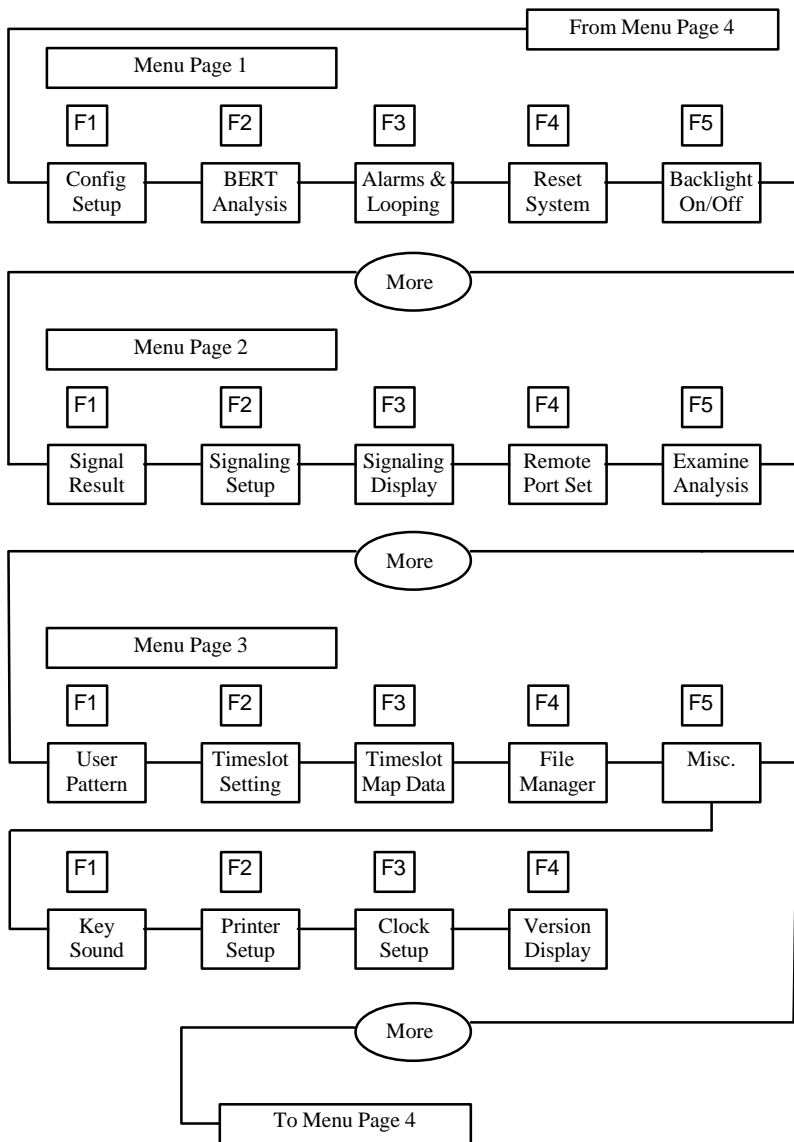 From Menu Page 4
Menu Page 1
F1 F2 F3 F4 F5
Config Setup
BERT Analysis
Alarms & Looping
Reset System
Backlight On/Off
More
Menu Page 2
F1 F2 F3 F4 F5
Signal Result
Signaling Setup
Signaling Display
Remote Port Set
Examine Analysis
More
Menu Page 3
F1 F2 F3 F4 F5
User Pattern
Timeslot Setting
Timeslot Map Data
File Manager
Misc.
F1 F2 F3 F4
Key Sound
Printer Setup
Clock Setup
Version Display
More
To Menu Page 4